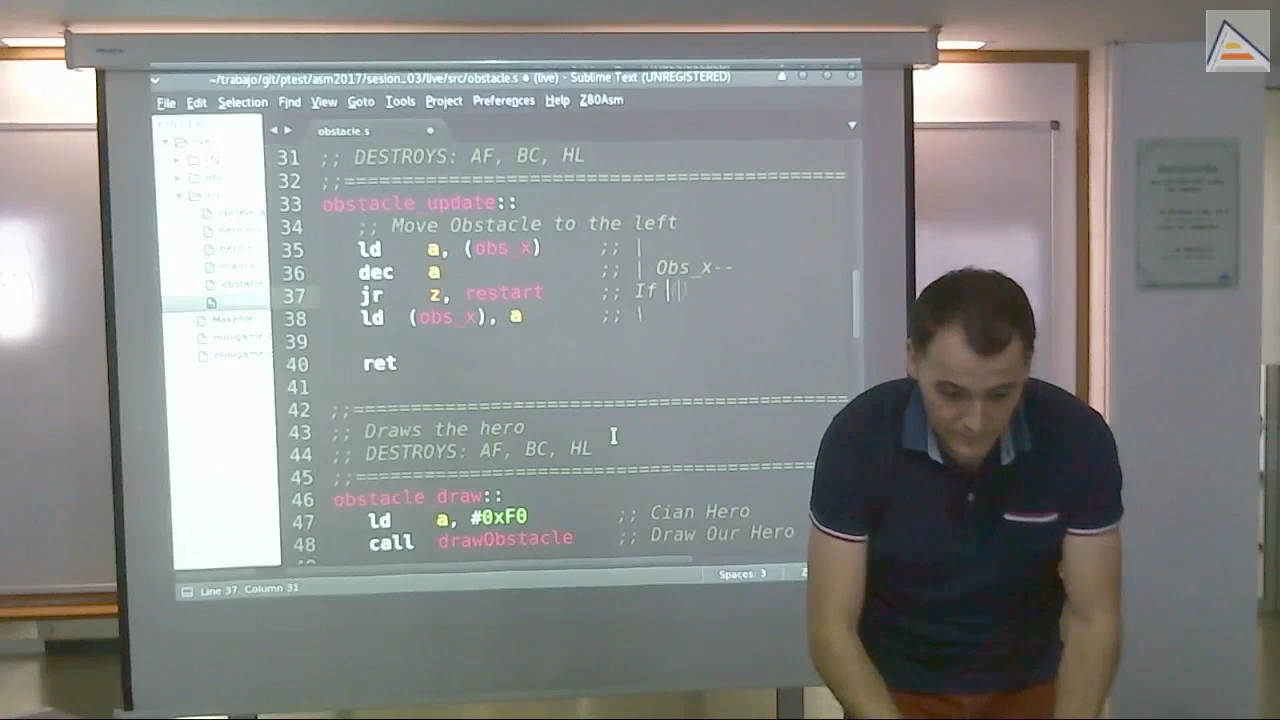 ~/trabajo/git/ptest/asm2017/sesion_03/live/src/obstacle.s • (live) - Sublime Text (UNREGISTERED)
File Edit Selection Find View Goto Tools Project Preferences Help Z80Asm
obstacle.s
31 ;; DESTROYS: AF, BC, HL
32 ;;=============================================
33 obstacle_update::
34 ;; Move Obstacle to the left
35 ld a, (obs_x) ;; |
36 dec a ;; | Obs_x--
37 jr z, restart ;; If |()
38 ld (obs_x), a ;; \
39
40 ret
41
42 ;;=============================================
43 ;; Draws the hero
44 ;; DESTROYS: AF, BC, HL
45 ;;=============================================
46 obstacle_draw::
47 ld a, #0xF0 ;; Cian Hero
48 call drawObstacle ;; Draw Our Hero
Makefile
Line 37, Column 31
Spaces: 3